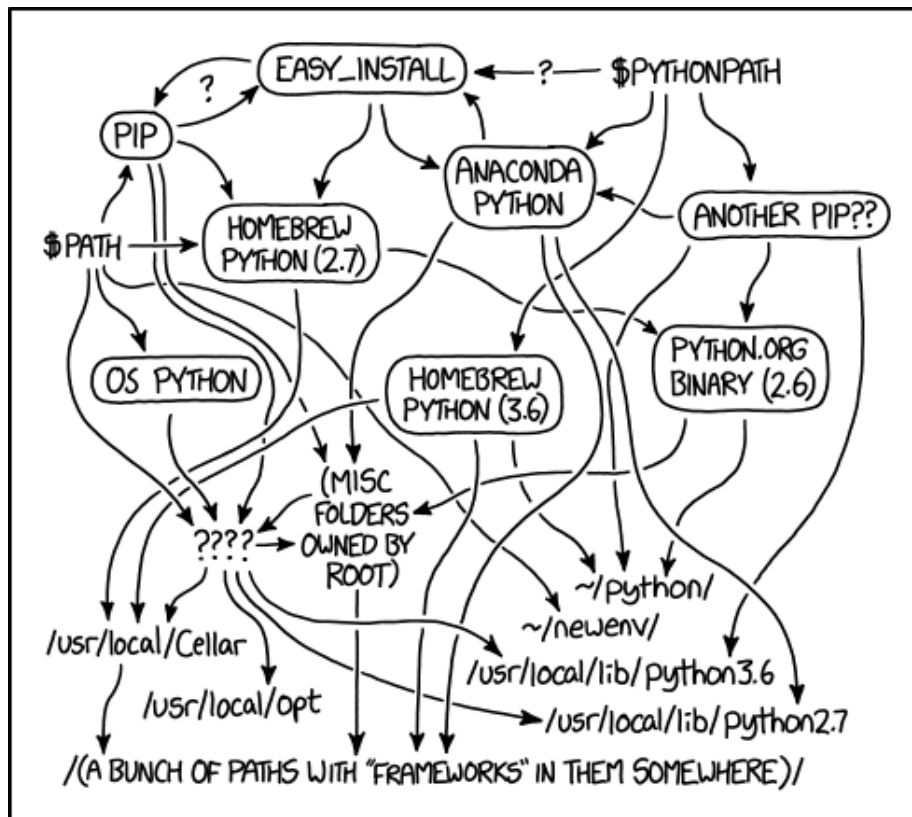 EASY_INSTALL
?
$PYTHONPATH
?
PIP
ANACONDA
PYTHON
ANOTHER PIP??
HOMEBREW
PYTHON (2.7)
$PATH
OS PYTHON
HOMEBREW
PYTHON (3.6)
PYTHON.ORG
BINARY (2.6)
(MISC
FOLDERS
OWNED BY
ROOT)
????
~/python/
~/newenv/
/usr/local/Cellar
/usr/local/lib/python3.6
/usr/local/opt
/usr/local/lib/python2.7
/(A BUNCH OF PATHS WITH "FRAMEWORKS" IN THEM SOMEWHERE)/